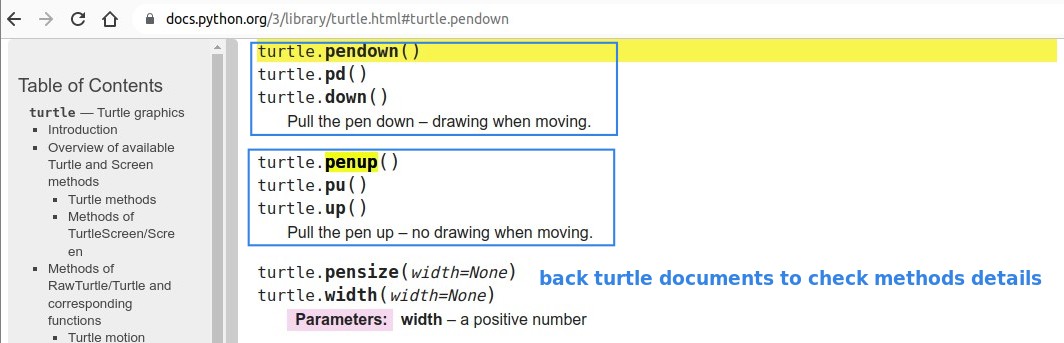 docs.python.org/3/library/turtle.html#turtle.pendown
Table of Contents
turtle — Turtle graphics
Introduction
Overview of available
Turtle and Screen
methods
Turtle methods
Methods of
TurtleScreen/Scre
en
Methods of
RawTurtle/Turtle and
corresponding
functions
Turtle motion
turtle.pendown()
turtle.pd()
turtle.down()
Pull the pen down – drawing when moving.
turtle.penup()
turtle.pu()
turtle.up()
Pull the pen up – no drawing when moving.
turtle.pensize(width=None)
turtle.width(width=None)
Parameters: width – a positive number
back turtle documents to check methods details